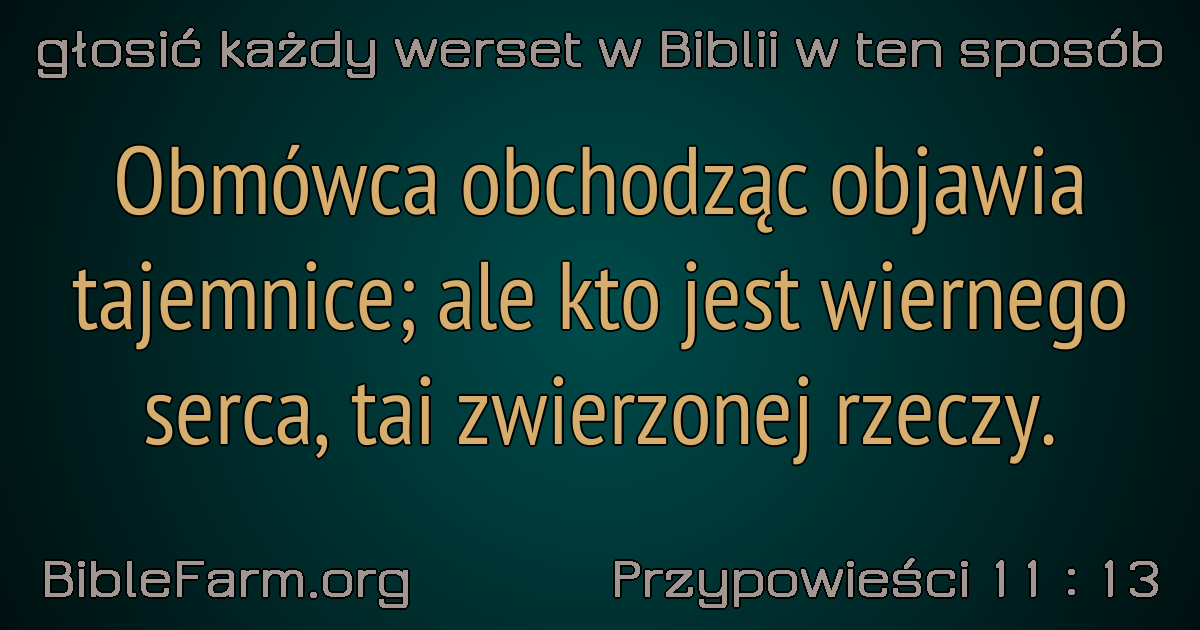 głosić każdy werset w Biblii w ten sposób
Obmówca obchodząc objawia
tajemnice; ale kto jest wiernego
serca, tai zwierzonej rzeczy.
BibleFarm.org
Przypowieści 11 : 13